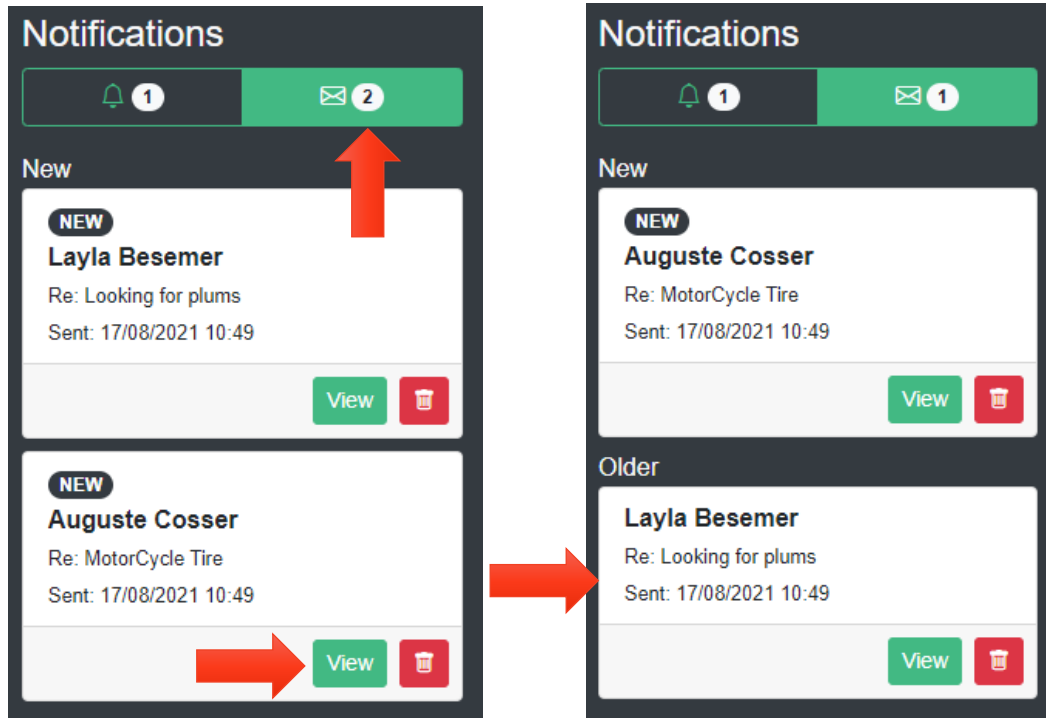 Notifications
1
2
New
NEW
Layla Besemer
Re: Looking for plums
Sent: 17/08/2021 10:49
View
NEW
Auguste Cosser
Re: MotorCycle Tire
Sent: 17/08/2021 10:49
View
Notifications
1
1
New
NEW
Auguste Cosser
Re: MotorCycle Tire
Sent: 17/08/2021 10:49
View
Older
Layla Besemer
Re: Looking for plums
Sent: 17/08/2021 10:49
View